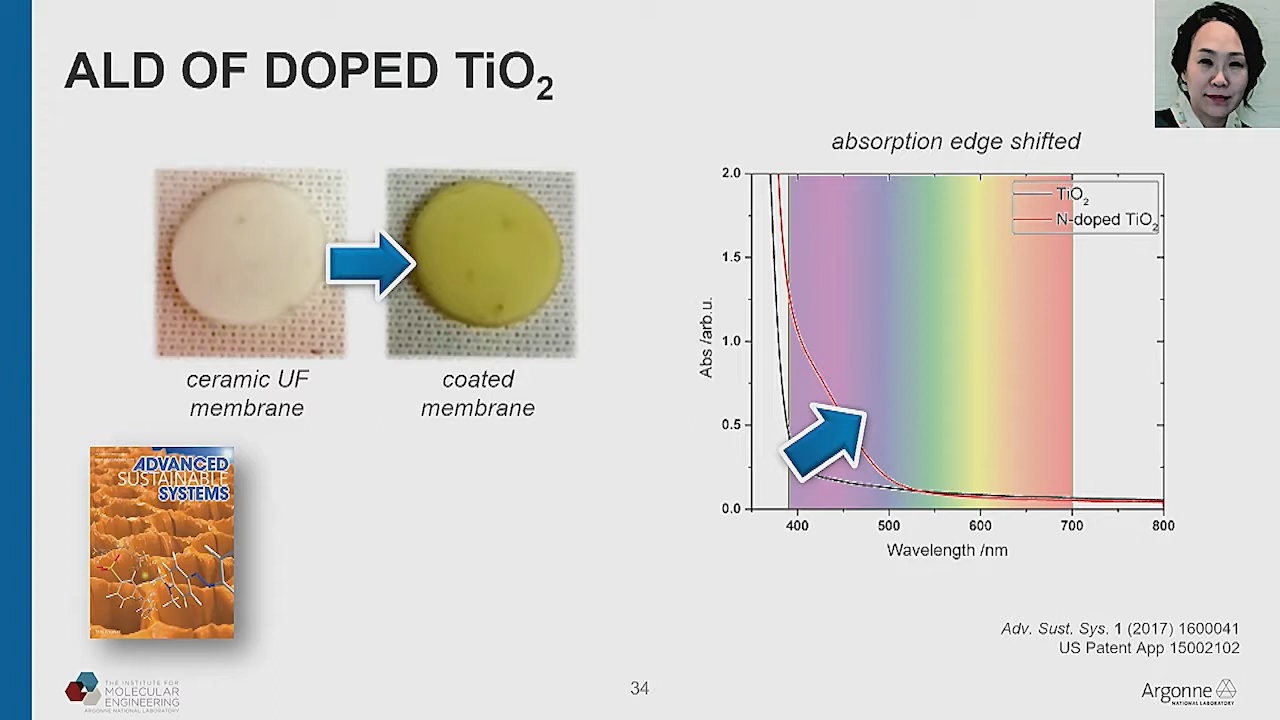 ALD OF DOPED TiO2
absorption edge shifted
ceramic UF
membrane
coated
membrane
ADVANCED
SUSTAINABLE
SYSTEMS
Abs /arb.u.
2.0
1.5
1.0
0.5
0.0
TiO2
N-doped TiO2
400 500 600 700 800
Wavelength /nm
Adv. Sust. Sys. 1 (2017) 1600041
US Patent App 15002102
THE INSTITUTE FOR
MOLECULAR
ENGINEERING
ARGONNE NATIONAL LABORATORY
34
Argonne
NATIONAL LABORATORY